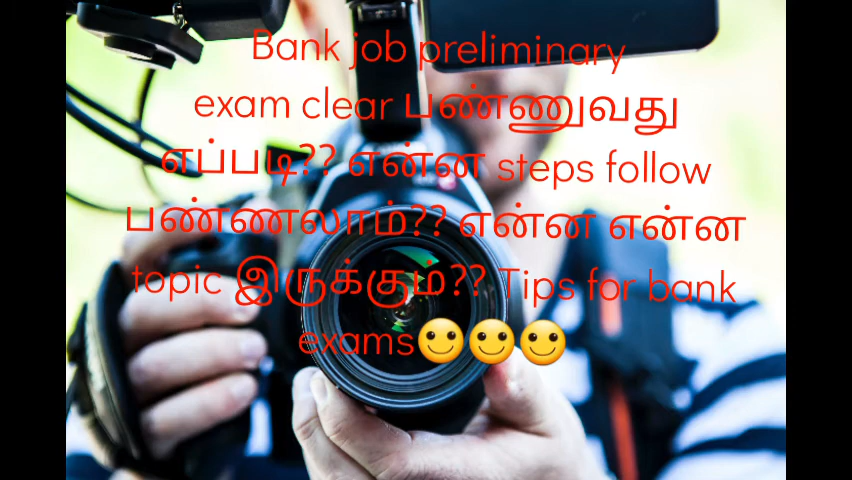 Bank job preliminary
exam clear பண்ணுவது
எப்படி?? என்ன steps follow
பண்ணலாம்?? என்ன என்ன
topic இருக்கும்?? Tips for bank
exams🙂🙂🙂